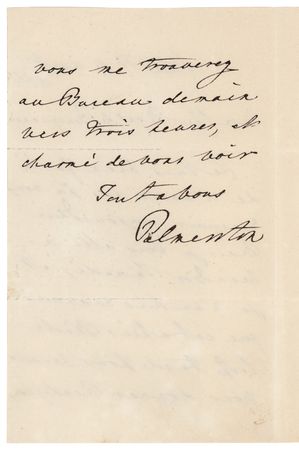 vous me trouverez
au Bureau demain
vers trois heures, et
charmé de vous voir
Tout a vous
Palmerston